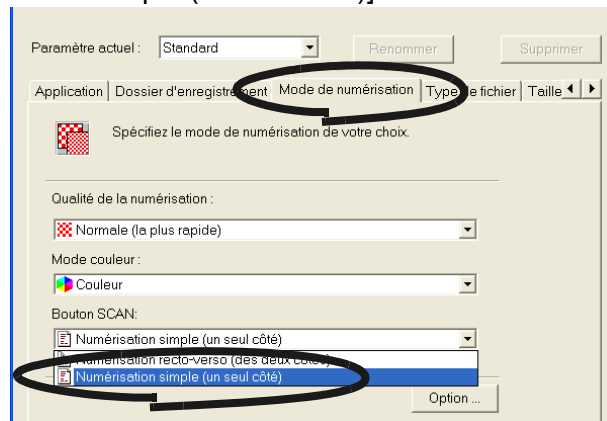 Paramètre actuel : Standard Renommer Supprimer
Application Dossier d'enregistrement Mode de numérisation Type de fichier Taille
Spécifiez le mode de numérisation de votre choix.
Qualité de la numérisation :
Normale (la plus rapide)
Mode couleur :
Couleur
Bouton SCAN:
Numérisation simple (un seul côté)
Numérisation recto-verso (des deux côtés)
Numérisation simple (un seul côté)
Option ...